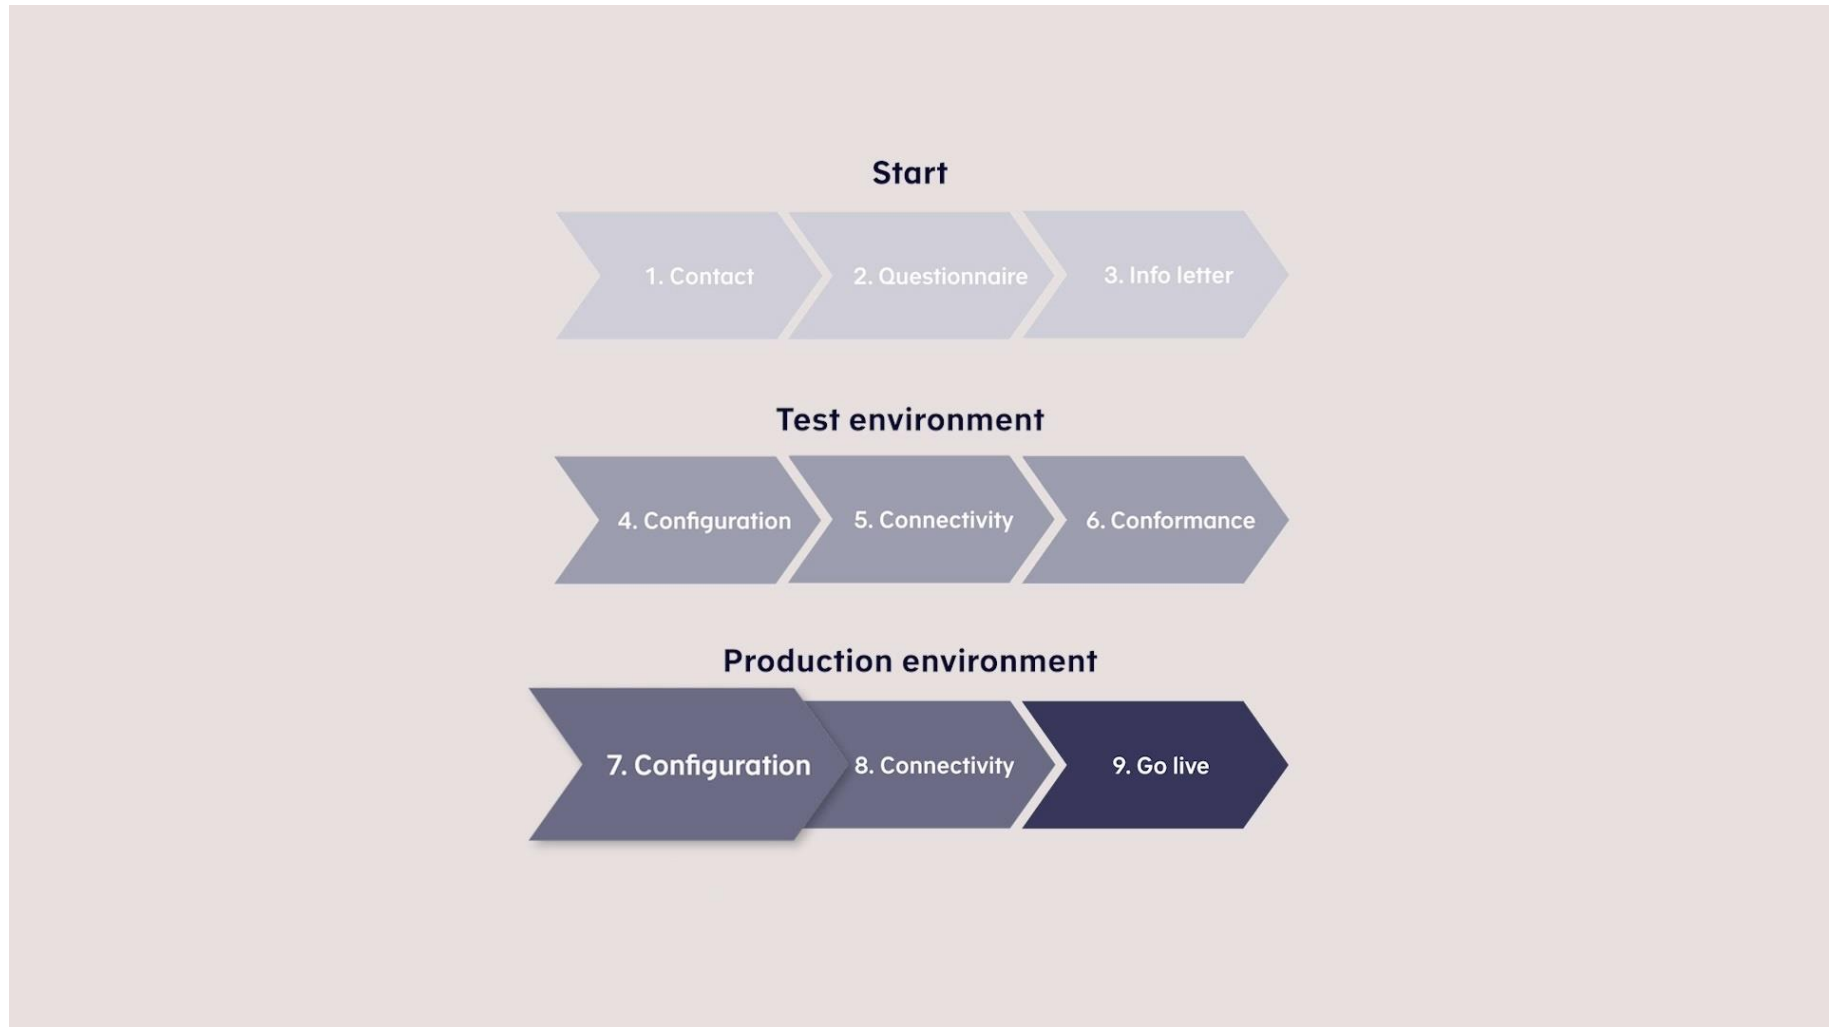 Start
1. Contact
2. Questionnaire
3. Info letter
Test environment
4. Configuration
5. Connectivity
6. Conformance
Production environment
7. Configuration
8. Connectivity
9. Go live